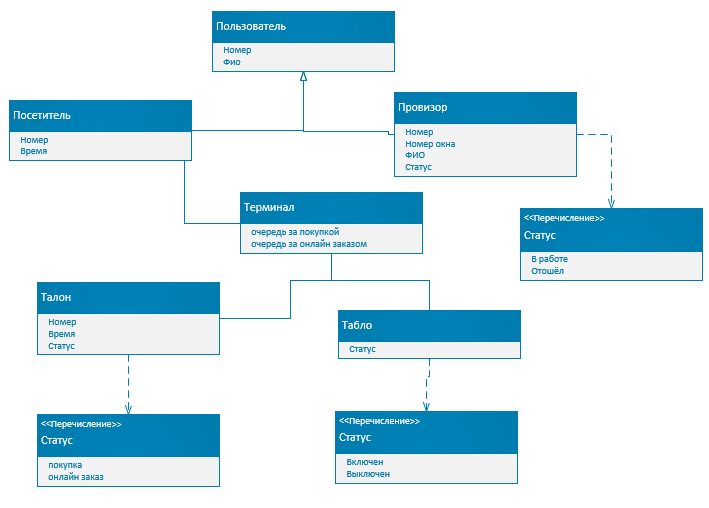 Пользователь
Номер
Фио
Посетитель
Номер
Время
Провизор
Номер
Номер окна
ФИО
Статус
Терминал
очередь за покупкой
очередь за онлайн заказом
<<Перечисление>>
Статус
В работе
Отошёл
Талон
Номер
Время
Статус
Табло
Статус
<<Перечисление>>
Статус
покупка
онлайн заказ
<<Перечисление>>
Статус
Включен
Выключен